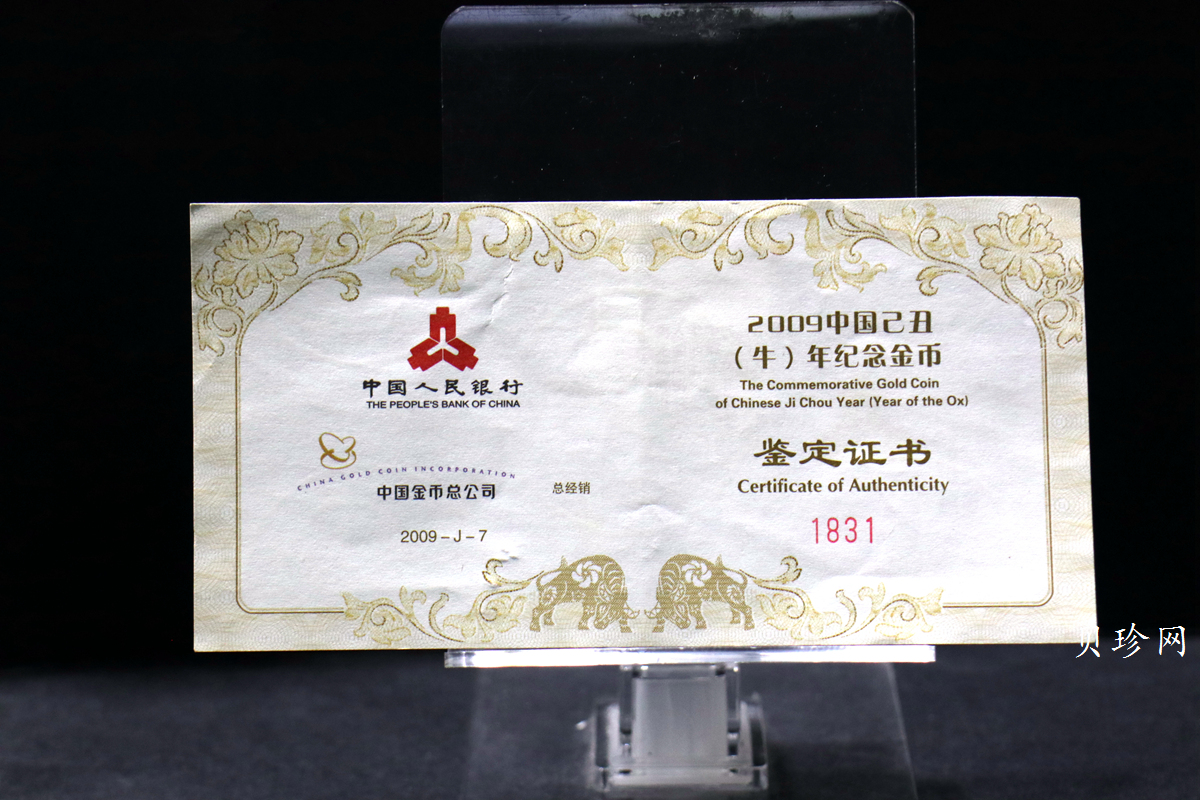 中国人民银行
THE PEOPLE'S BANK OF CHINA
CHINA GOLD COIN INCORPORATION
中国金币总公司
总经销
2009-J-7
2009中国己丑
（牛）年纪念金币
The Commemorative Gold Coin
of Chinese Ji Chou Year (Year of the Ox)
鉴定证书
Certificate of Authenticity
1831
贝珍网